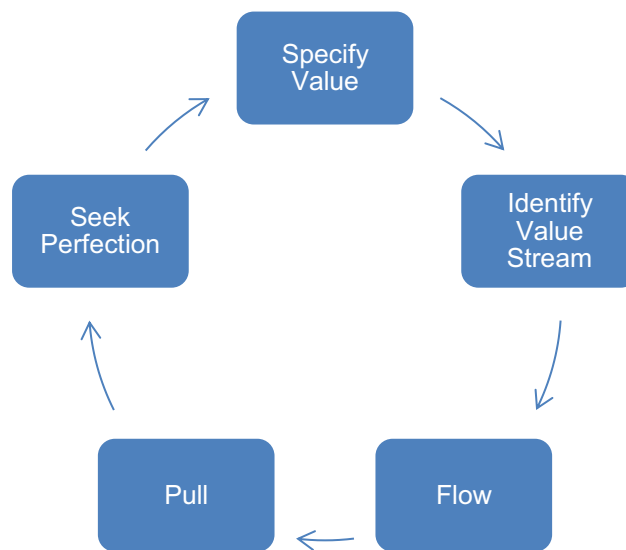 Specify
Value
Identify
Value
Stream
Flow
Pull
Seek
Perfection